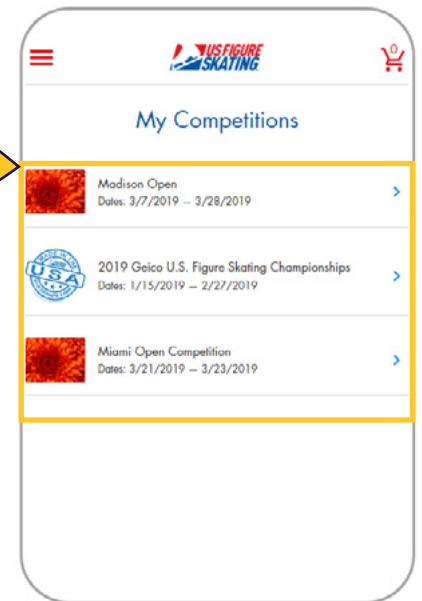 US FIGURE
SKATING
0
My Competitions
Madison Open
Dates: 3/7/2019 — 3/28/2019
USA
2019 Geico U.S. Figure Skating Championships
Dates: 1/15/2019 — 2/27/2019
Miami Open Competition
Dates: 3/21/2019 — 3/23/2019